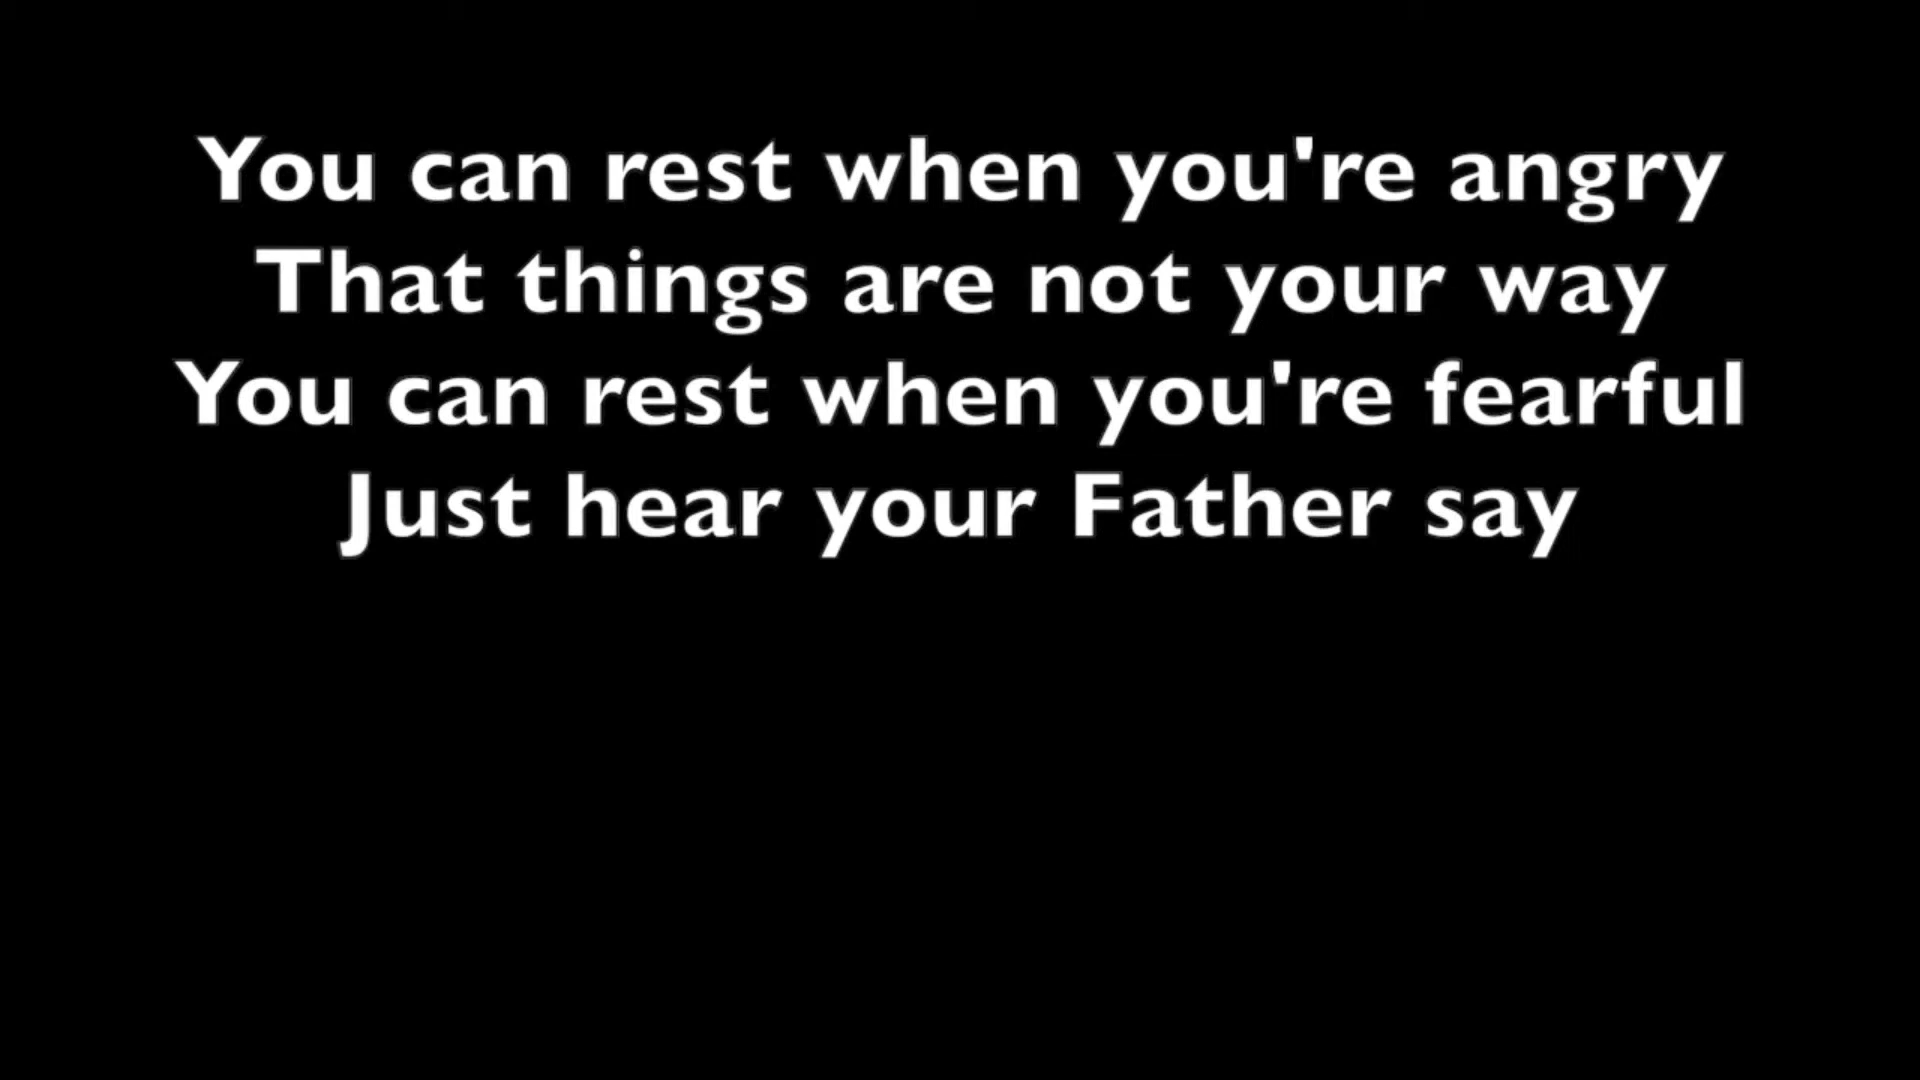 You can rest when you're angry
That things are not your way
You can rest when you're fearful
Just hear your Father say